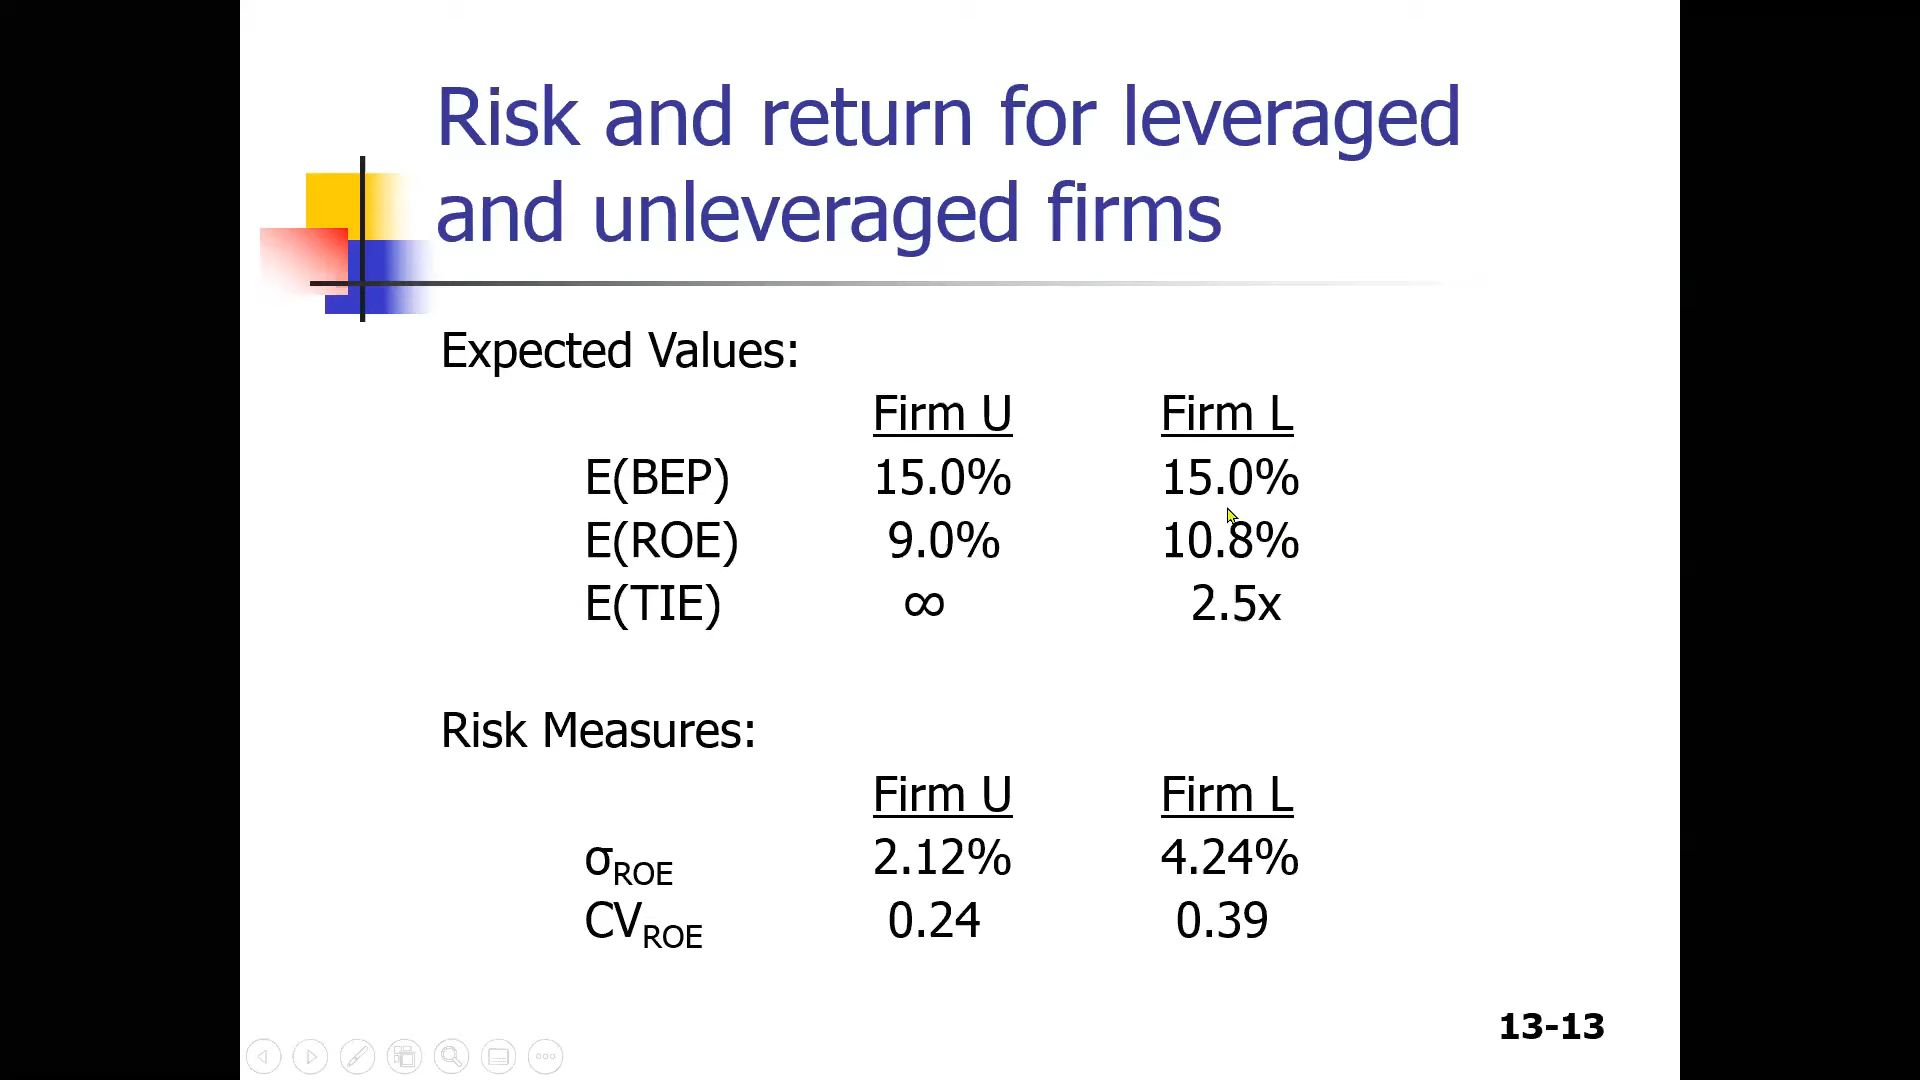 Risk and return for leveraged
and unleveraged firms
Expected Values:
Firm U Firm L
E(BEP) 15.0% 15.0%
E(ROE) 9.0% 10.8%
E(TIE) ∞ 2.5x
Risk Measures:
Firm U Firm L
σROE 2.12% 4.24%
CVROE 0.24 0.39
13-13